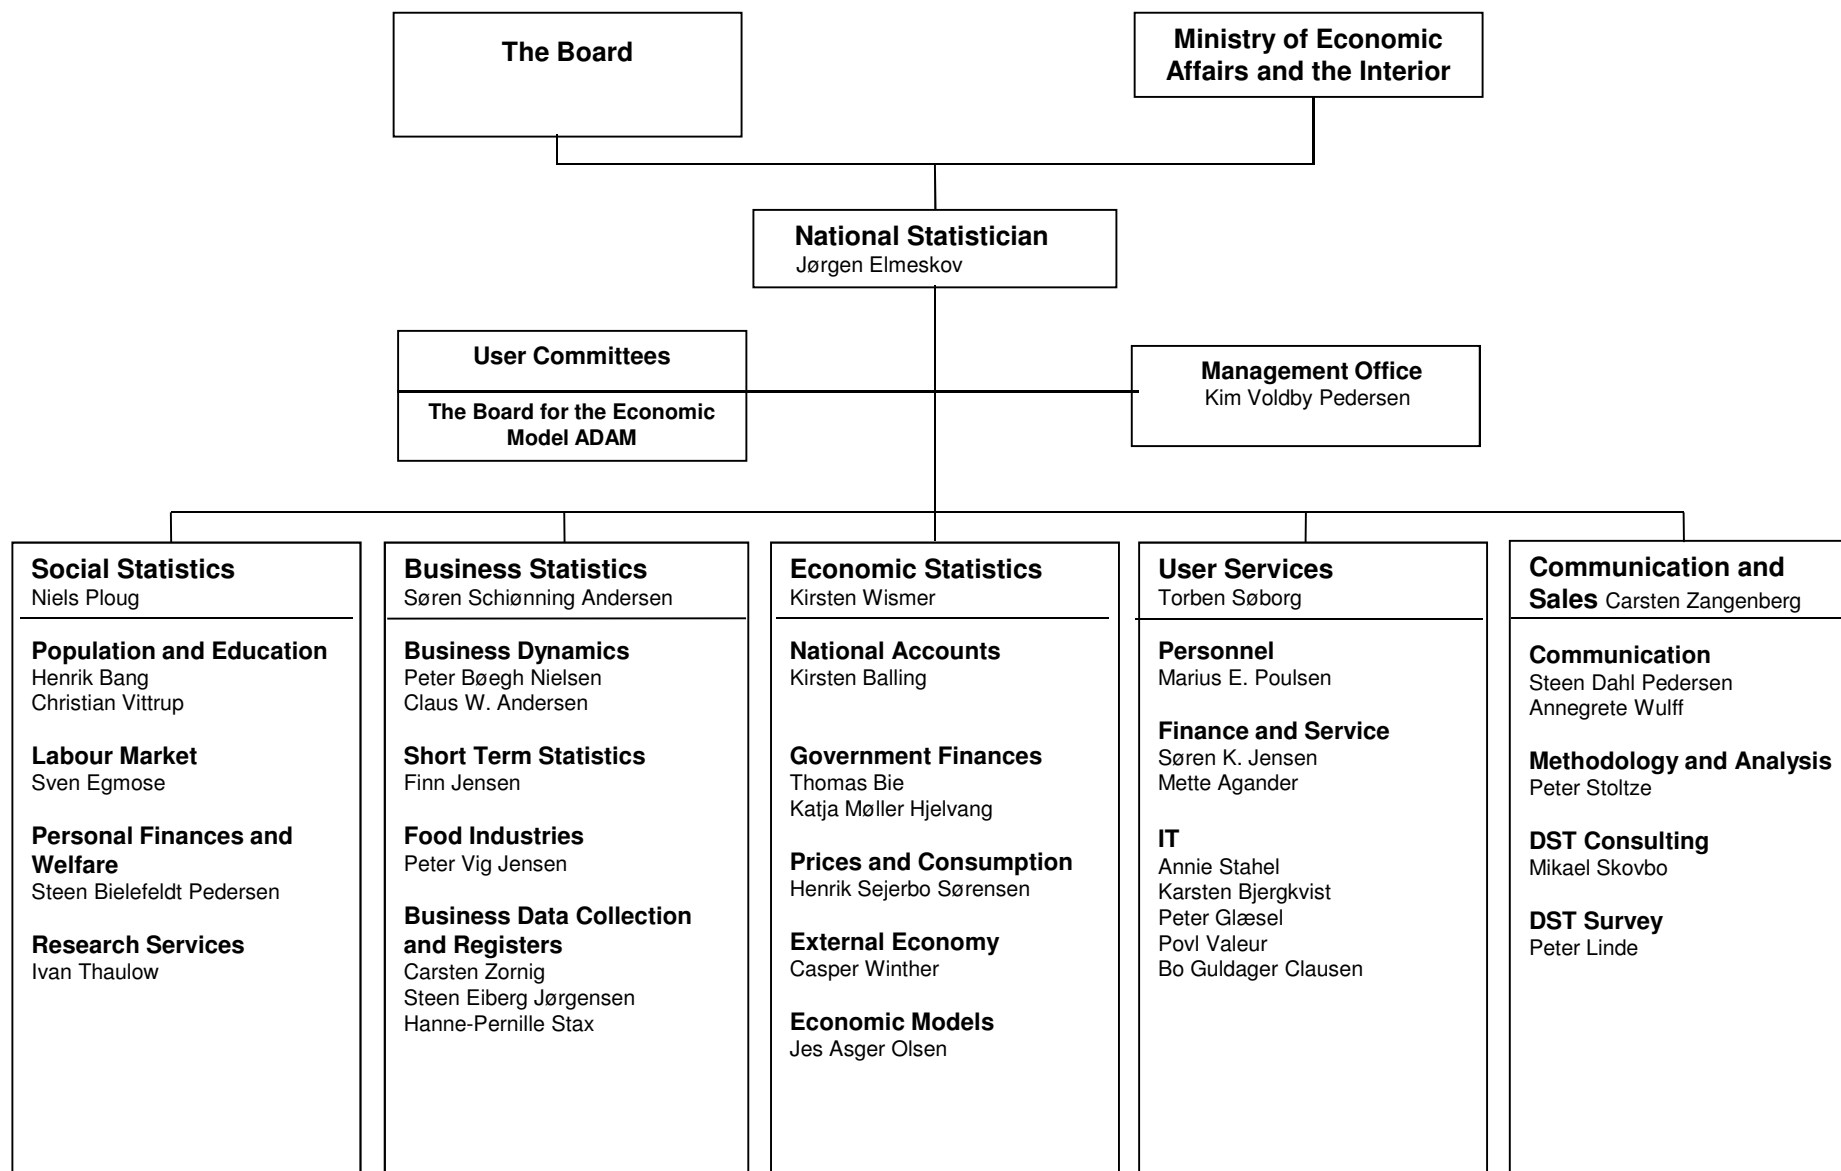 The Board
Ministry of Economic
Affairs and the Interior
National Statistician
Jørgen Elmeskov
User Committees
The Board for the Economic
Model ADAM
Management Office
Kim Voldby Pedersen
Social Statistics
Niels Ploug
Population and Education
Henrik Bang
Christian Vittrup
Labour Market
Sven Egmose
Personal Finances and
Welfare
Steen Bielefeldt Pedersen
Research Services
Ivan Thaulow
Business Statistics
Søren Schiønning Andersen
Business Dynamics
Peter Bøegh Nielsen
Claus W. Andersen
Short Term Statistics
Finn Jensen
Food Industries
Peter Vig Jensen
Business Data Collection
and Registers
Carsten Zornig
Steen Eiberg Jørgensen
Hanne-Pernille Stax
Economic Statistics
Kirsten Wismer
National Accounts
Kirsten Balling
Government Finances
Thomas Bie
Katja Møller Hjelvang
Prices and Consumption
Henrik Sejerbo Sørensen
External Economy
Casper Winther
Economic Models
Jes Asger Olsen
User Services
Torben Søborg
Personnel
Marius E. Poulsen
Finance and Service
Søren K. Jensen
Mette Agander
IT
Annie Stahel
Karsten Bjergkvist
Peter Glæsel
Povl Valeur
Bo Guldager Clausen
Communication and
Sales Carsten Zangenberg
Communication
Steen Dahl Pedersen
Annegrete Wulff
Methodology and Analysis
Peter Stoltze
DST Consulting
Mikael Skovbo
DST Survey
Peter Linde